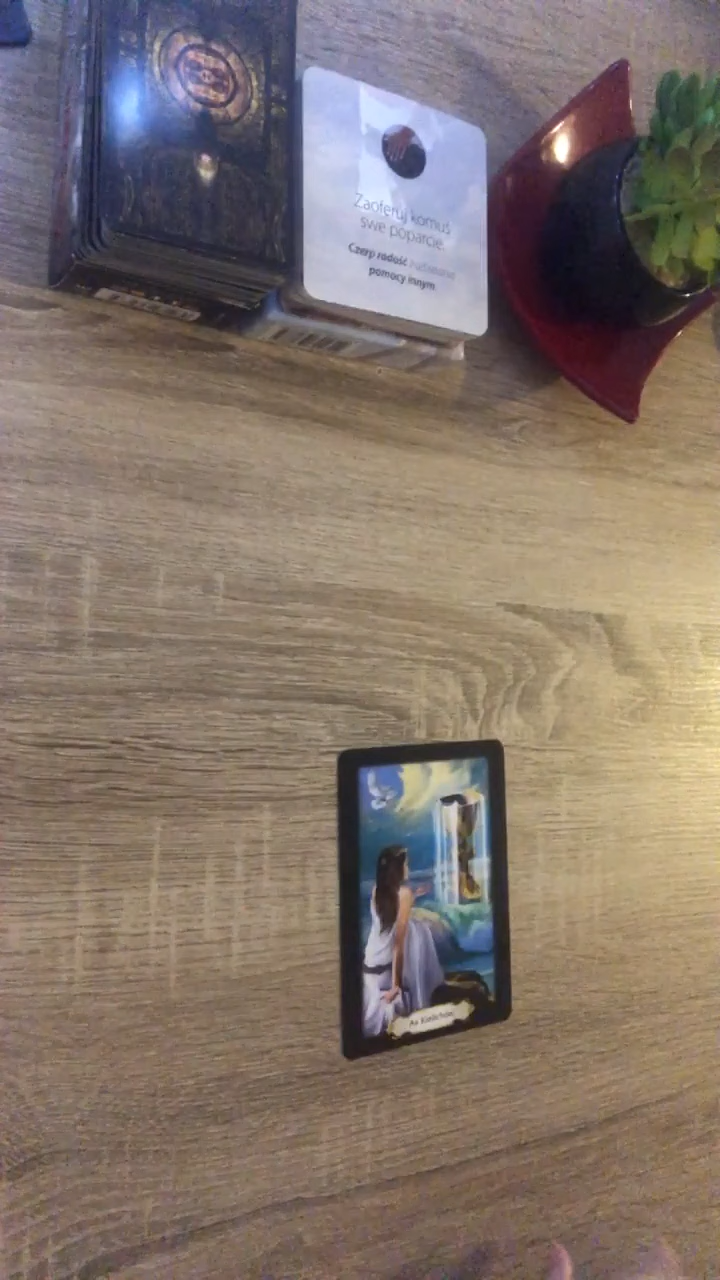 Zaoferuj komuś
swe poparcie.
Czerp radość
pomocy innym
As Kielichów